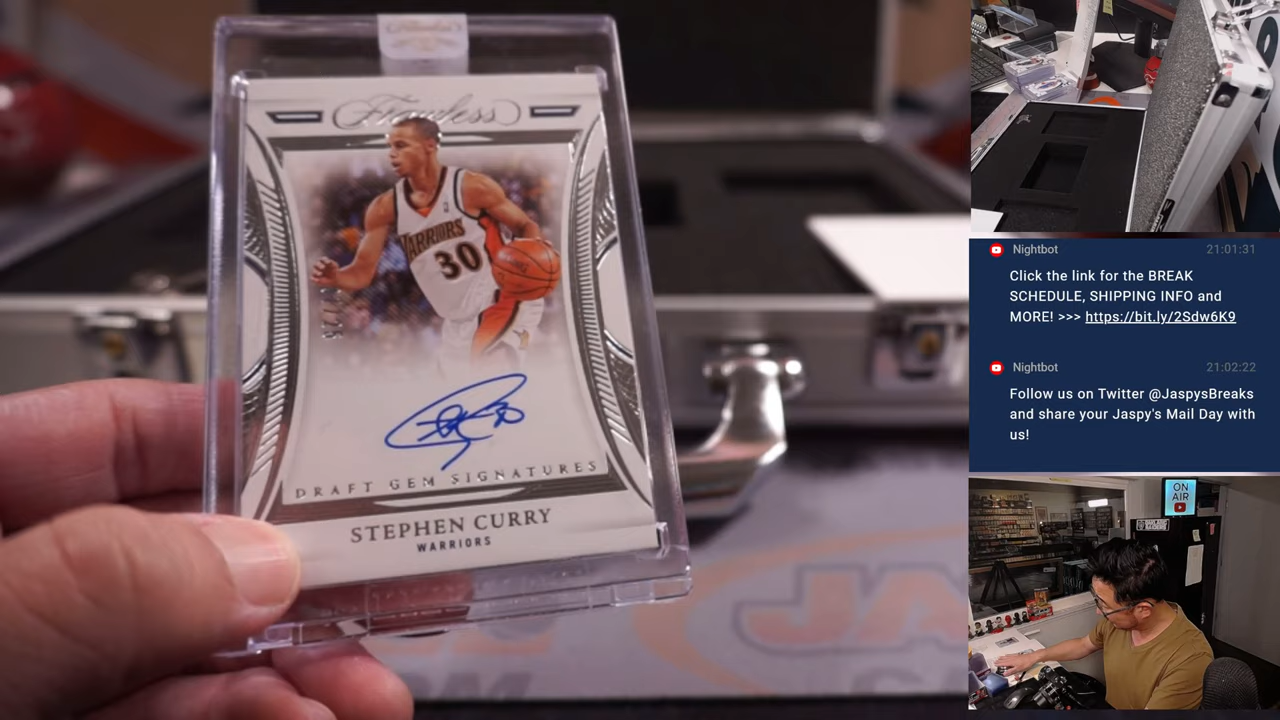 Flawless
WARRIORS
30
DRAFT GEM SIGNATURES
STEPHEN CURRY
WARRIORS
JA
Nightbot 21:01:31
Click the link for the BREAK
SCHEDULE, SHIPPING INFO and
MORE! >>> https://bit.ly/2Sdw6K9
Nightbot 21:02:22
Follow us on Twitter @JaspysBreaks
and share your Jaspy's Mail Day with
us!
ON
AIR